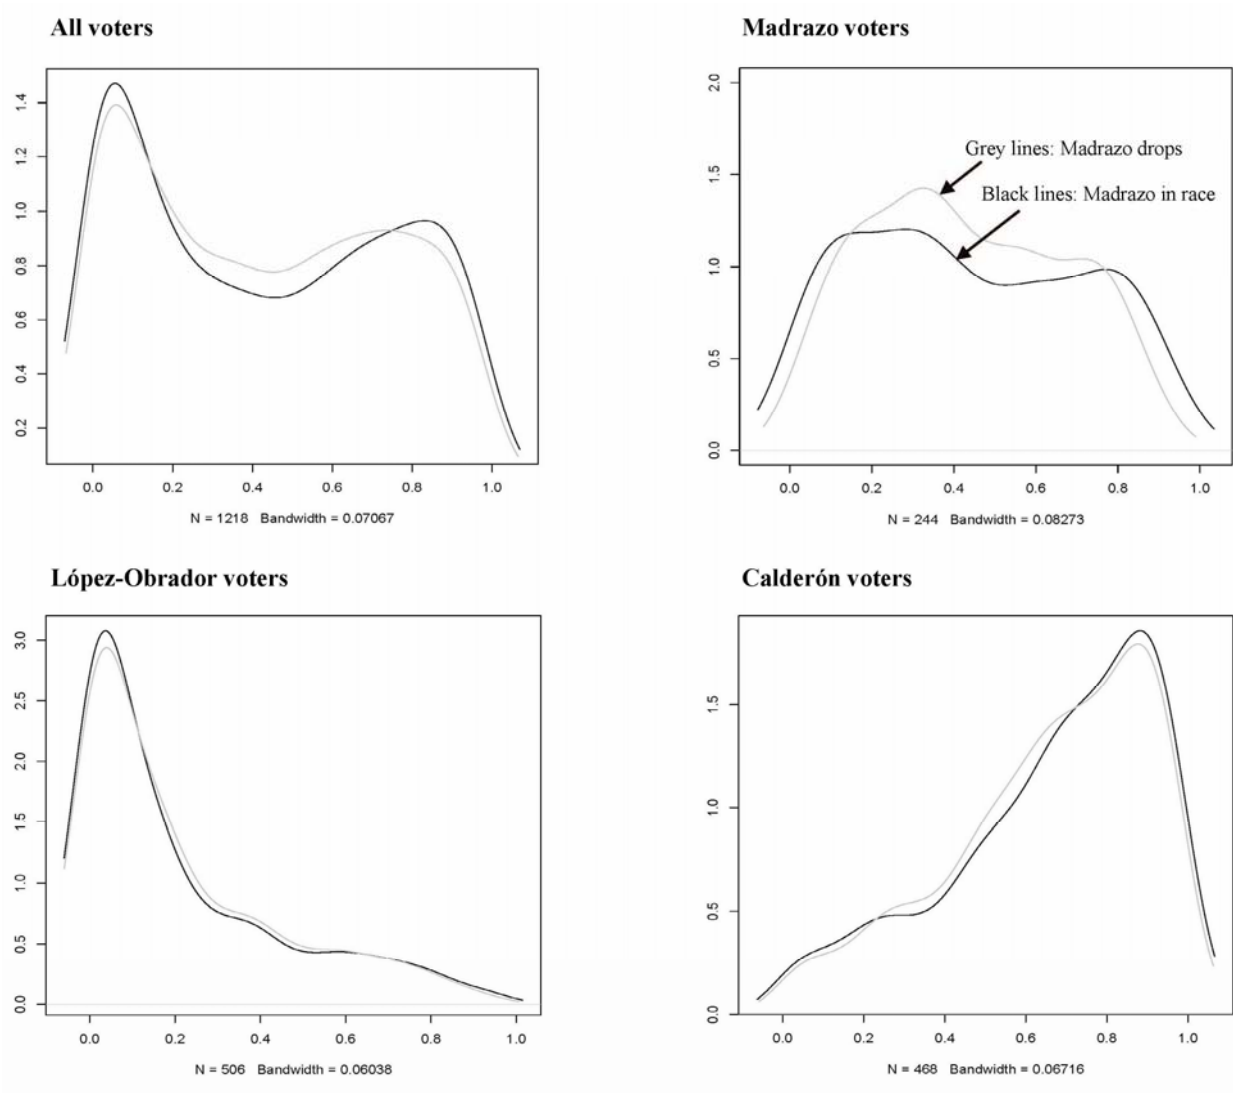 All voters
1.4
1.2
1.0
0.8
0.6
0.4
0.2
0.0 0.2 0.4 0.6 0.8 1.0
N = 1218 Bandwidth = 0.07067
Madrazo voters
2.0
1.5
1.0
0.5
0.0
Grey lines: Madrazo drops
Black lines: Madrazo in race
0.0 0.2 0.4 0.6 0.8 1.0
N = 244 Bandwidth = 0.08273
López-Obrador voters
3.0
2.5
2.0
1.5
1.0
0.5
0.0
0.0 0.2 0.4 0.6 0.8 1.0
N = 506 Bandwidth = 0.06038
Calderón voters
1.5
1.0
0.5
0.0
0.0 0.2 0.4 0.6 0.8 1.0
N = 468 Bandwidth = 0.06716